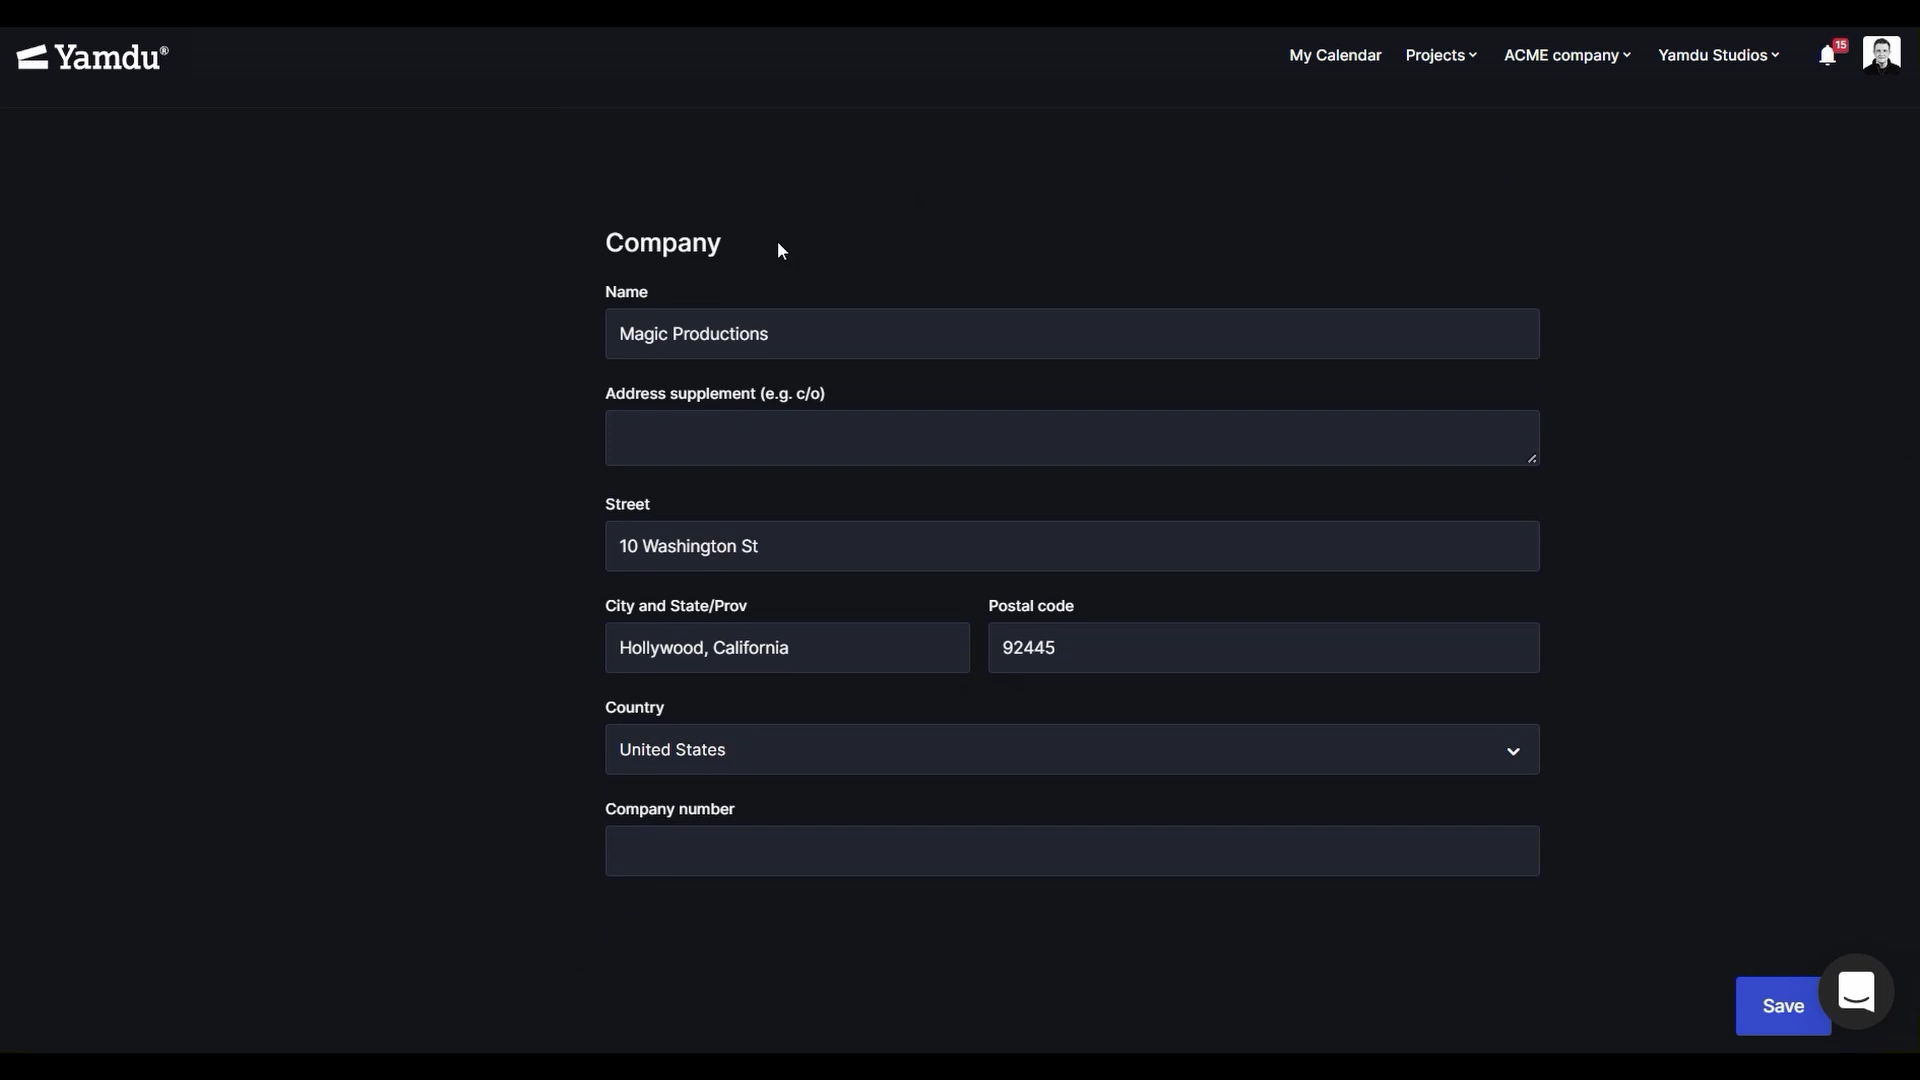 Yamdu®
My Calendar Projects ACME company Yamdu Studios 15
Company
Name
Magic Productions
Address supplement (e.g. c/o)
Street
10 Washington St
City and State/Prov Postal code
Hollywood, California 92445
Country
United States
Company number
Save